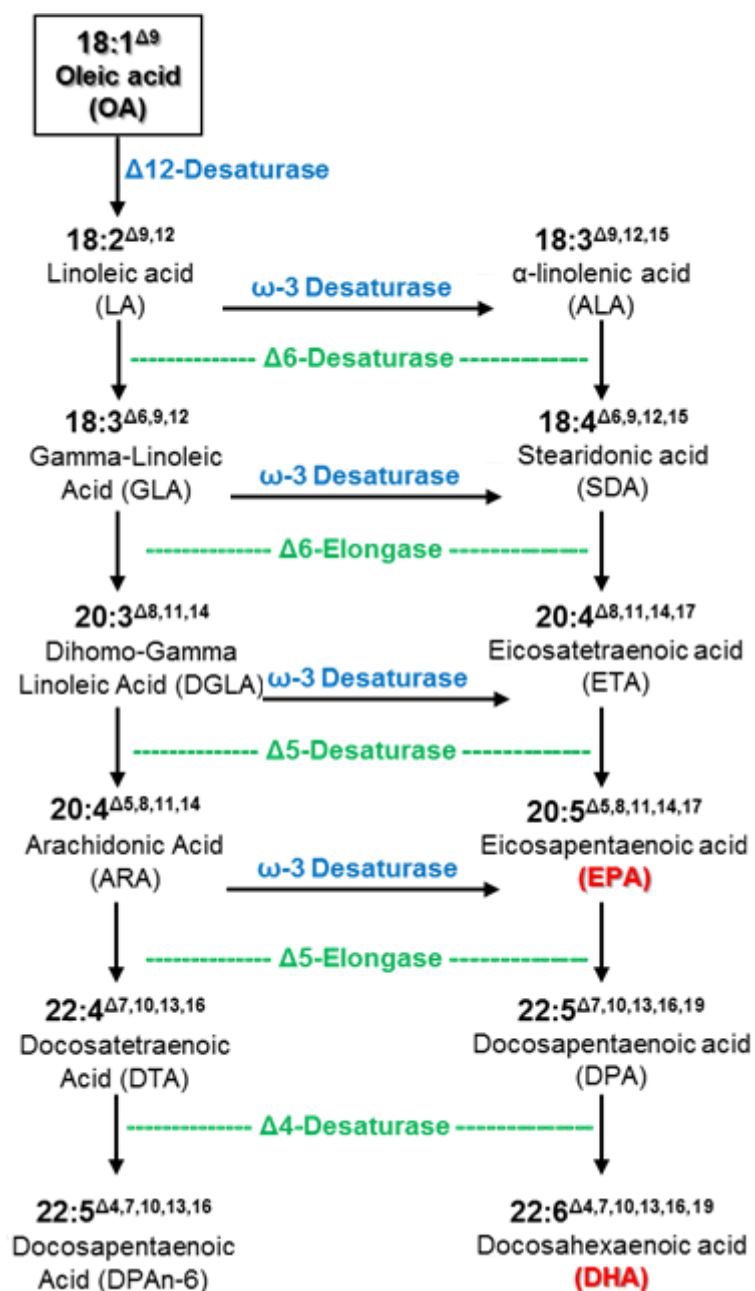 18:1Δ9
Oleic acid
(OA)
Δ12-Desaturase
18:2Δ9,12
Linoleic acid
(LA)
ω-3 Desaturase
18:3Δ9,12,15
α-linolenic acid
(ALA)
Δ6-Desaturase
18:3Δ6,9,12
Gamma-Linoleic
Acid (GLA)
ω-3 Desaturase
18:4Δ6,9,12,15
Stearidonic acid
(SDA)
Δ6-Elongase
20:3Δ8,11,14
Dihomo-Gamma
Linoleic Acid (DGLA)
ω-3 Desaturase
20:4Δ8,11,14,17
Eicosatetraenoic acid
(ETA)
Δ5-Desaturase
20:4Δ5,8,11,14
Arachidonic Acid
(ARA)
ω-3 Desaturase
20:5Δ5,8,11,14,17
Eicosapentaenoic acid
(EPA)
Δ5-Elongase
22:4Δ7,10,13,16
Docosatetraenoic
Acid (DTA)
22:5Δ7,10,13,16,19
Docosapentaenoic acid
(DPA)
Δ4-Desaturase
22:5Δ4,7,10,13,16
Docosapentaenoic
Acid (DPAn-6)
22:6Δ4,7,10,13,16,19
Docosahexaenoic acid
(DHA)